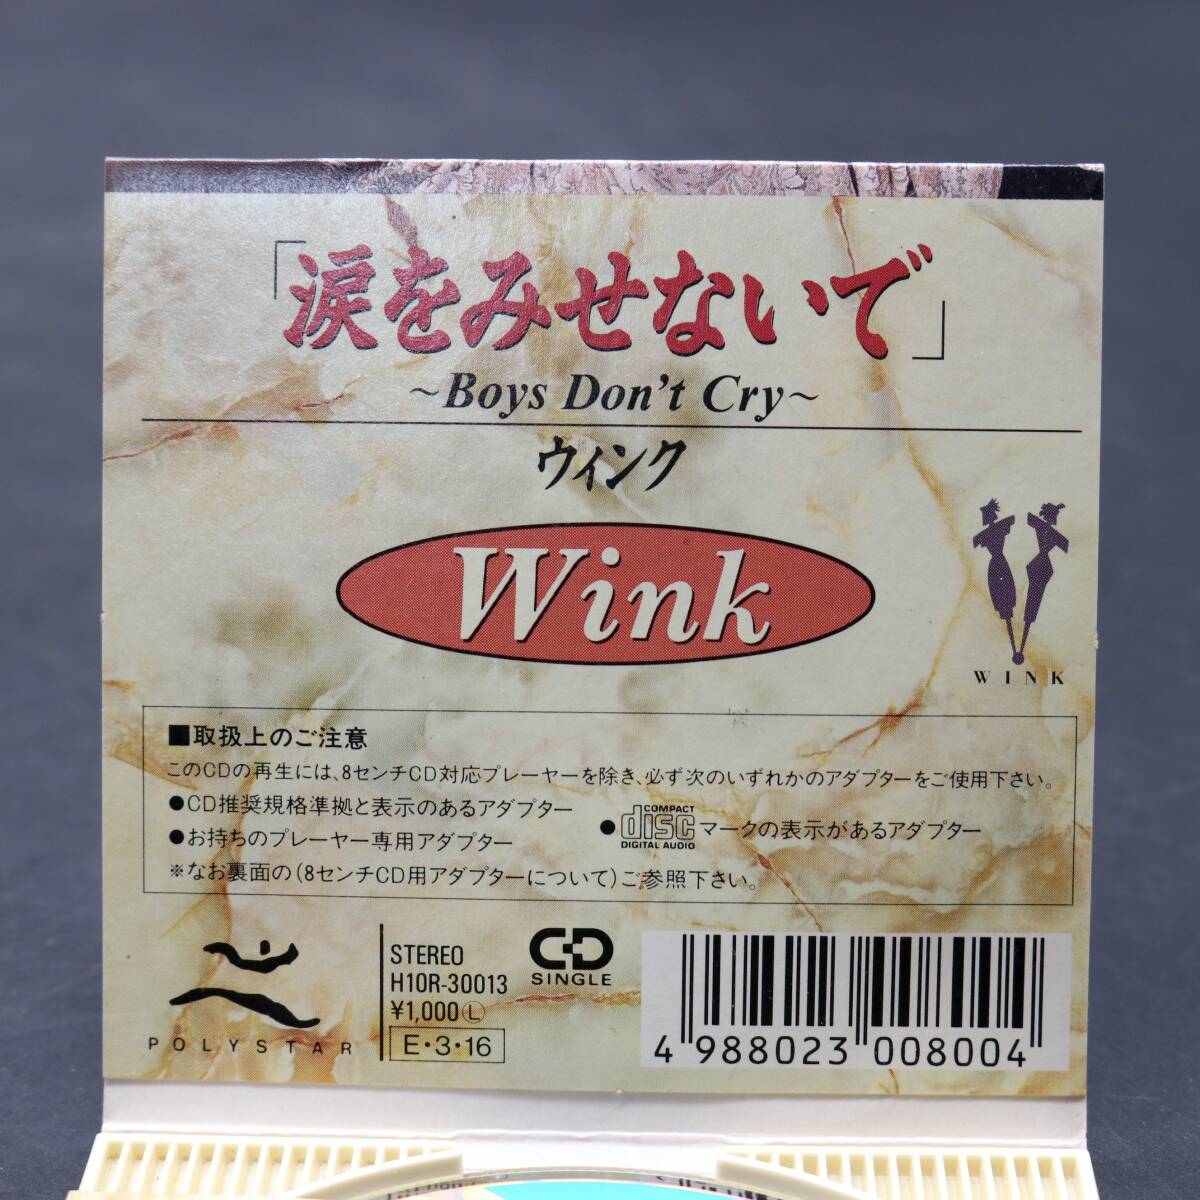 「涙をみせないで」
~Boys Don't Cry~
ウィンク
Wink
WINK
■取扱上のご注意
このCDの再生には、8センチCD対応プレーヤーを除き、必ず次のいずれかのアダプターをご使用下さい。
●CD推奨規格準拠と表示のあるアダプター
●COMPACT disc DIGITAL AUDIO マークの表示があるアダプター
●お持ちのプレーヤー専用アダプター
※なお裏面の(8センチCD用アダプターについて)ご参照下さい。
POLYSTAR
STEREO
H10R-30013
¥1,000Ⓛ
E・3・16
CD
SINGLE
4 988023 008004